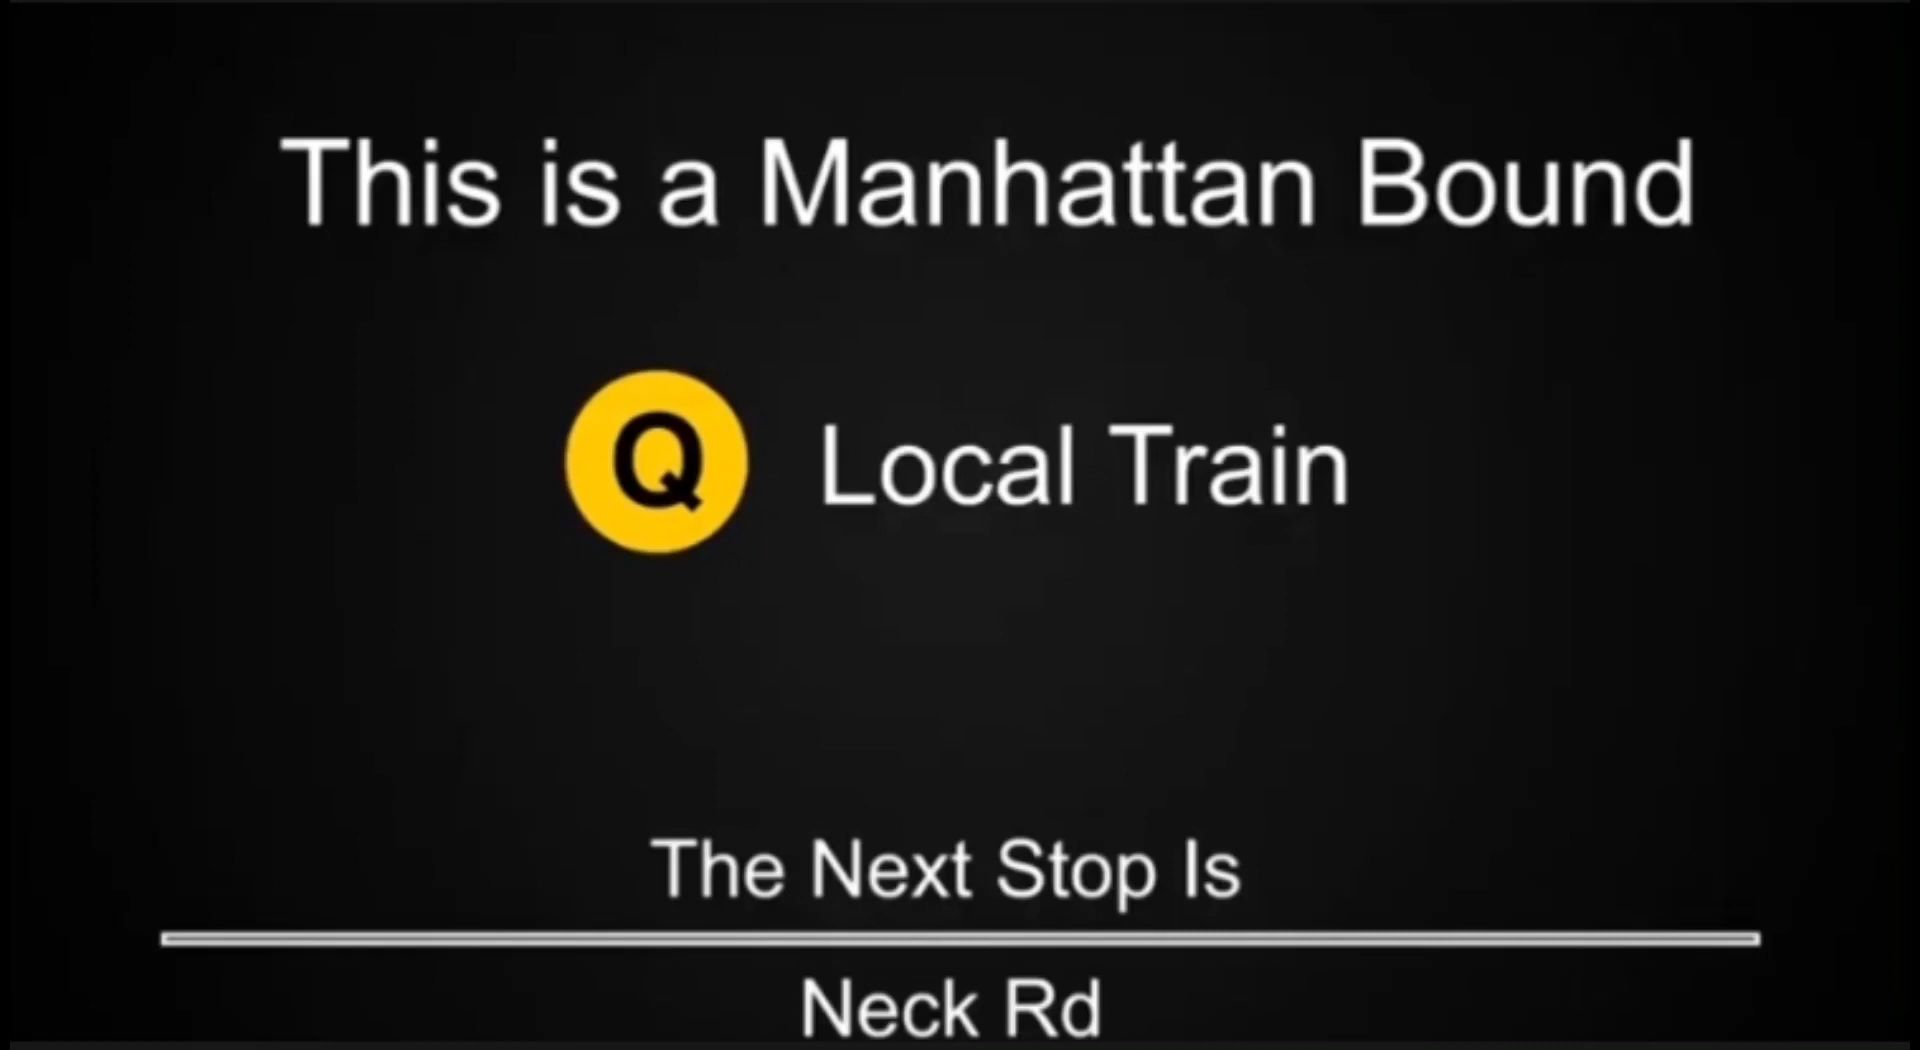 This is a Manhattan Bound
Q Local Train
The Next Stop Is
Neck Rd